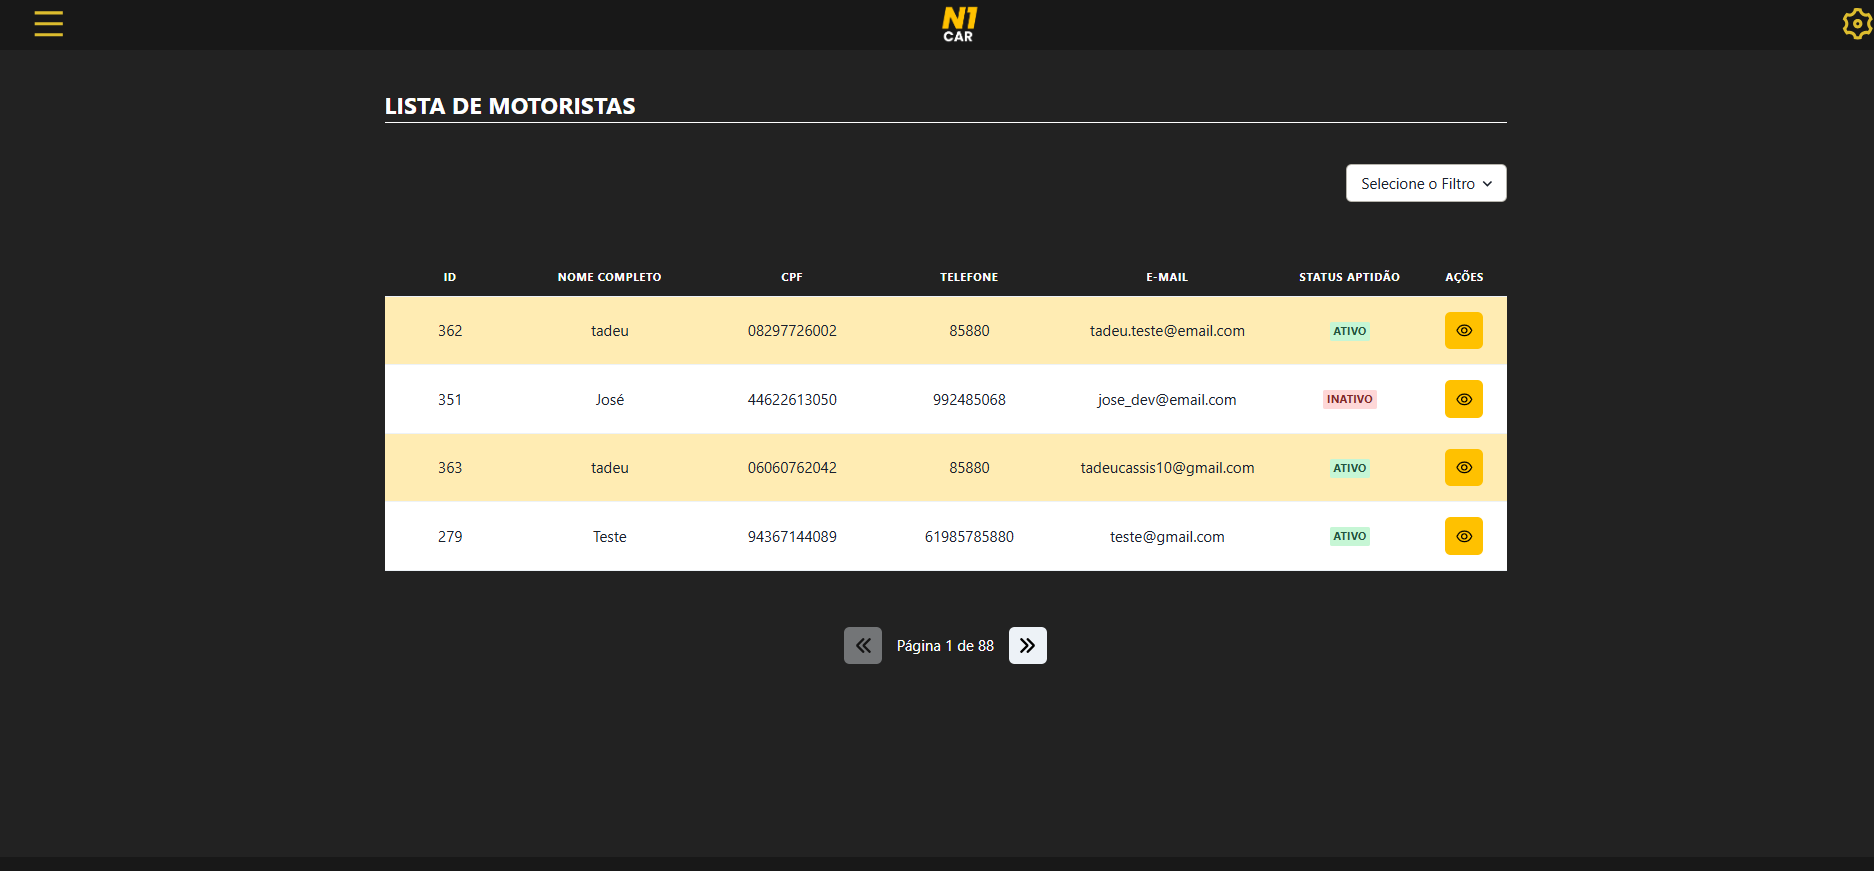 N1
CAR
LISTA DE MOTORISTAS
Selecione o Filtro
ID NOME COMPLETO CPF TELEFONE E-MAIL STATUS APTIDÃO AÇÕES
362 tadeu 08297726002 85880 tadeu.teste@email.com ATIVO
351 José 44622613050 992485068 jose_dev@email.com INATIVO
363 tadeu 06060762042 85880 tadeucassis10@gmail.com ATIVO
279 Teste 94367144089 61985785880 teste@gmail.com ATIVO
Página 1 de 88